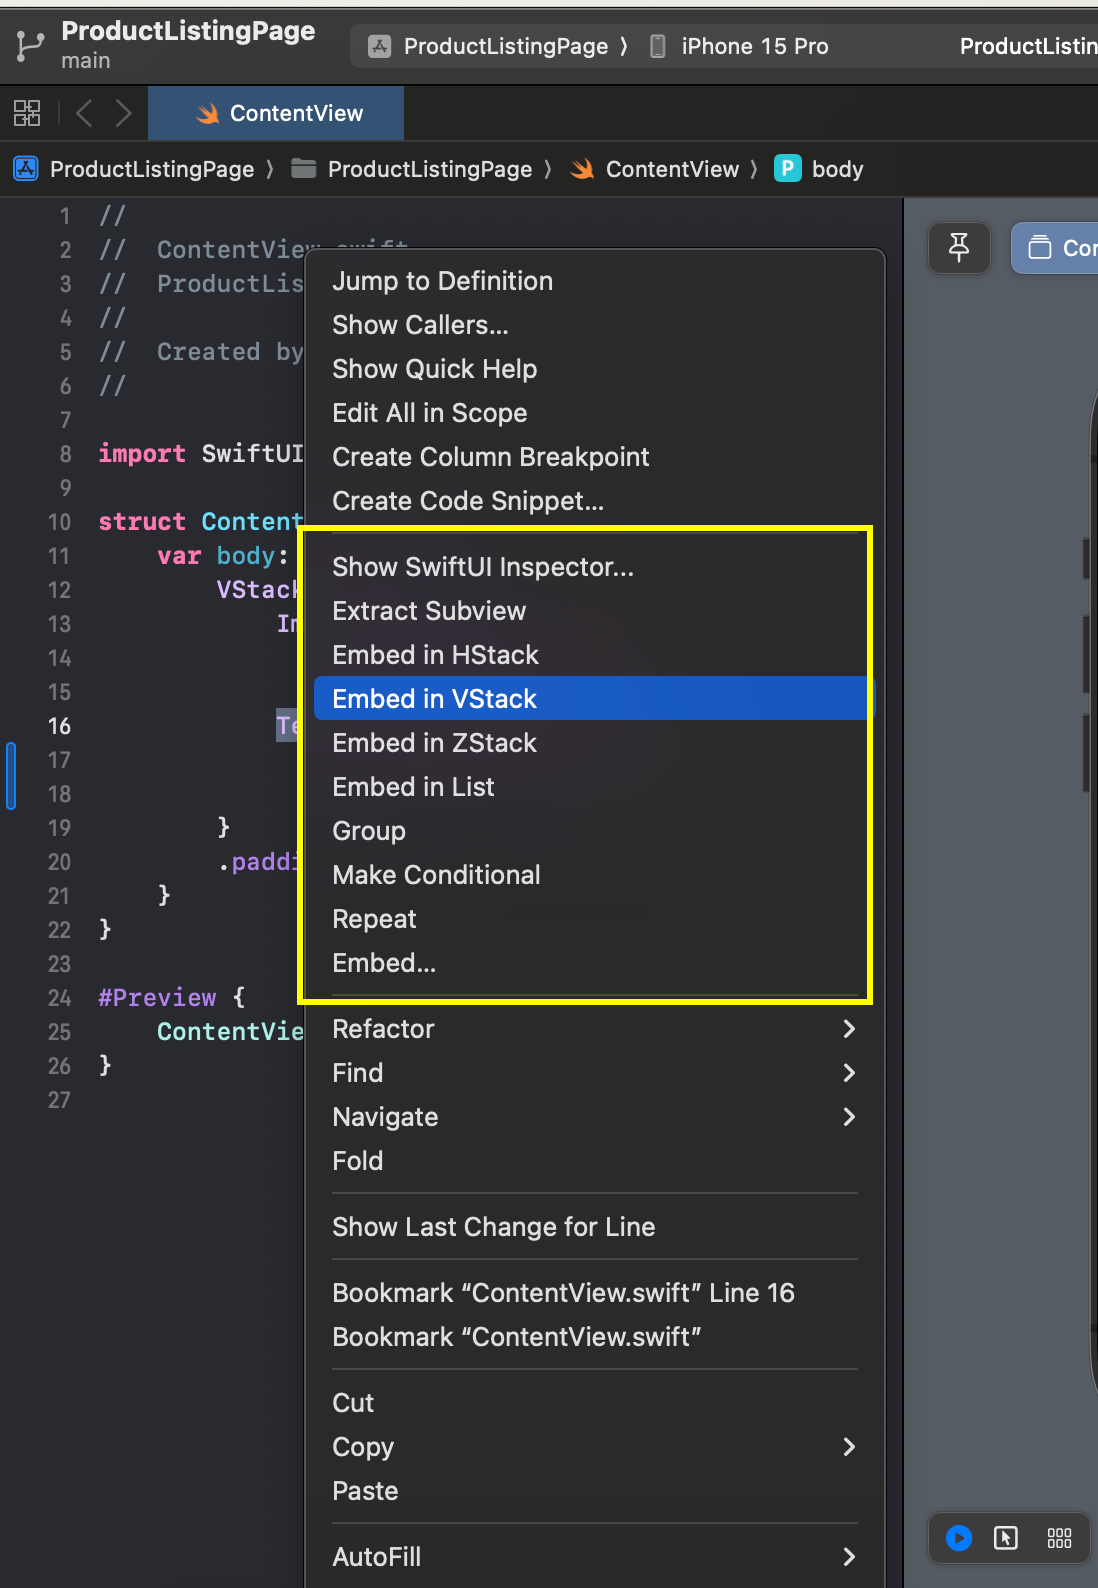 ProductListingPage
main
ProductListingPage 〉 iPhone 15 Pro
ProductListin
ContentView
ProductListingPage 〉 ProductListingPage 〉 ContentView 〉 P body
1 //
2 // ContentView.swift
3 // ProductLis
4 //
5 // Created by
6 //
7
8 import SwiftUI
9
10 struct Content
11 var body:
12 VStack
13 Im
14
15
16 Te
17
18
19 }
20 .paddi
21 }
22 }
23
24 #Preview {
25 ContentVie
26 }
27
Con
Jump to Definition
Show Callers...
Show Quick Help
Edit All in Scope
Create Column Breakpoint
Create Code Snippet...
Show SwiftUI Inspector...
Extract Subview
Embed in HStack
Embed in VStack
Embed in ZStack
Embed in List
Group
Make Conditional
Repeat
Embed...
Refactor
Find
Navigate
Fold
Show Last Change for Line
Bookmark “ContentView.swift” Line 16
Bookmark “ContentView.swift”
Cut
Copy
Paste
AutoFill